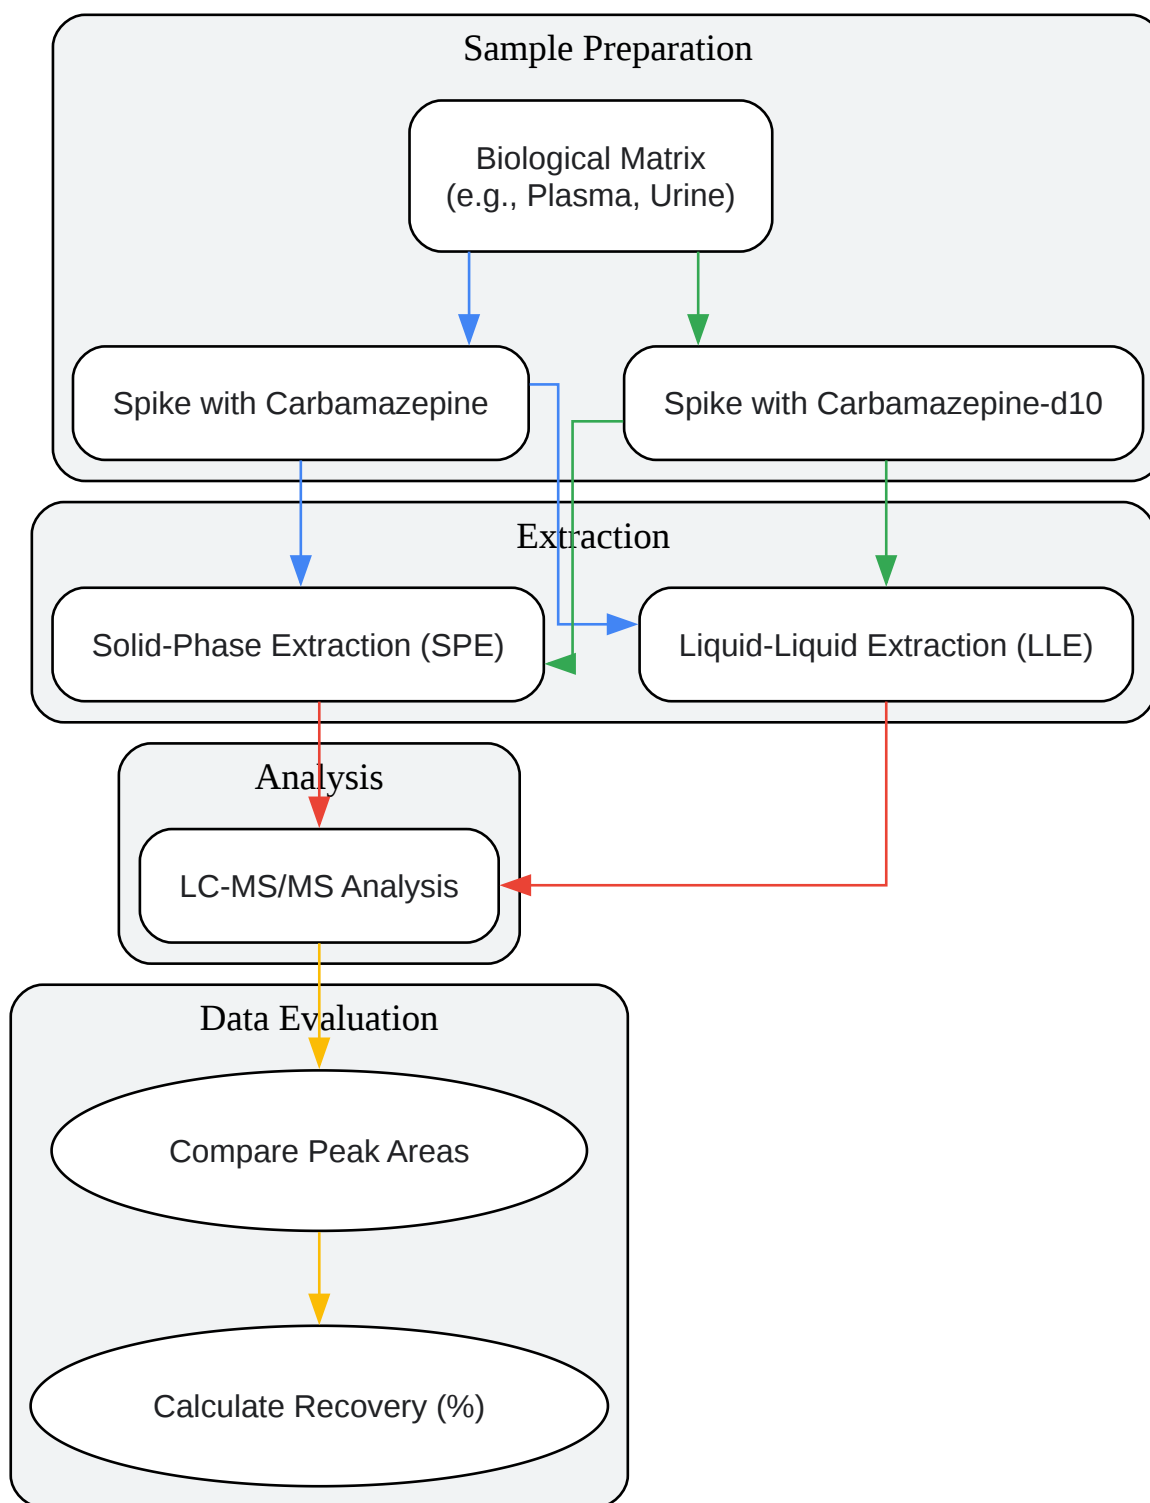 Sample Preparation
Biological Matrix
(e.g., Plasma, Urine)
Spike with Carbamazepine
Spike with Carbamazepine-d10
Extraction
Solid-Phase Extraction (SPE)
Liquid-Liquid Extraction (LLE)
Analysis
LC-MS/MS Analysis
Data Evaluation
Compare Peak Areas
Calculate Recovery (%)